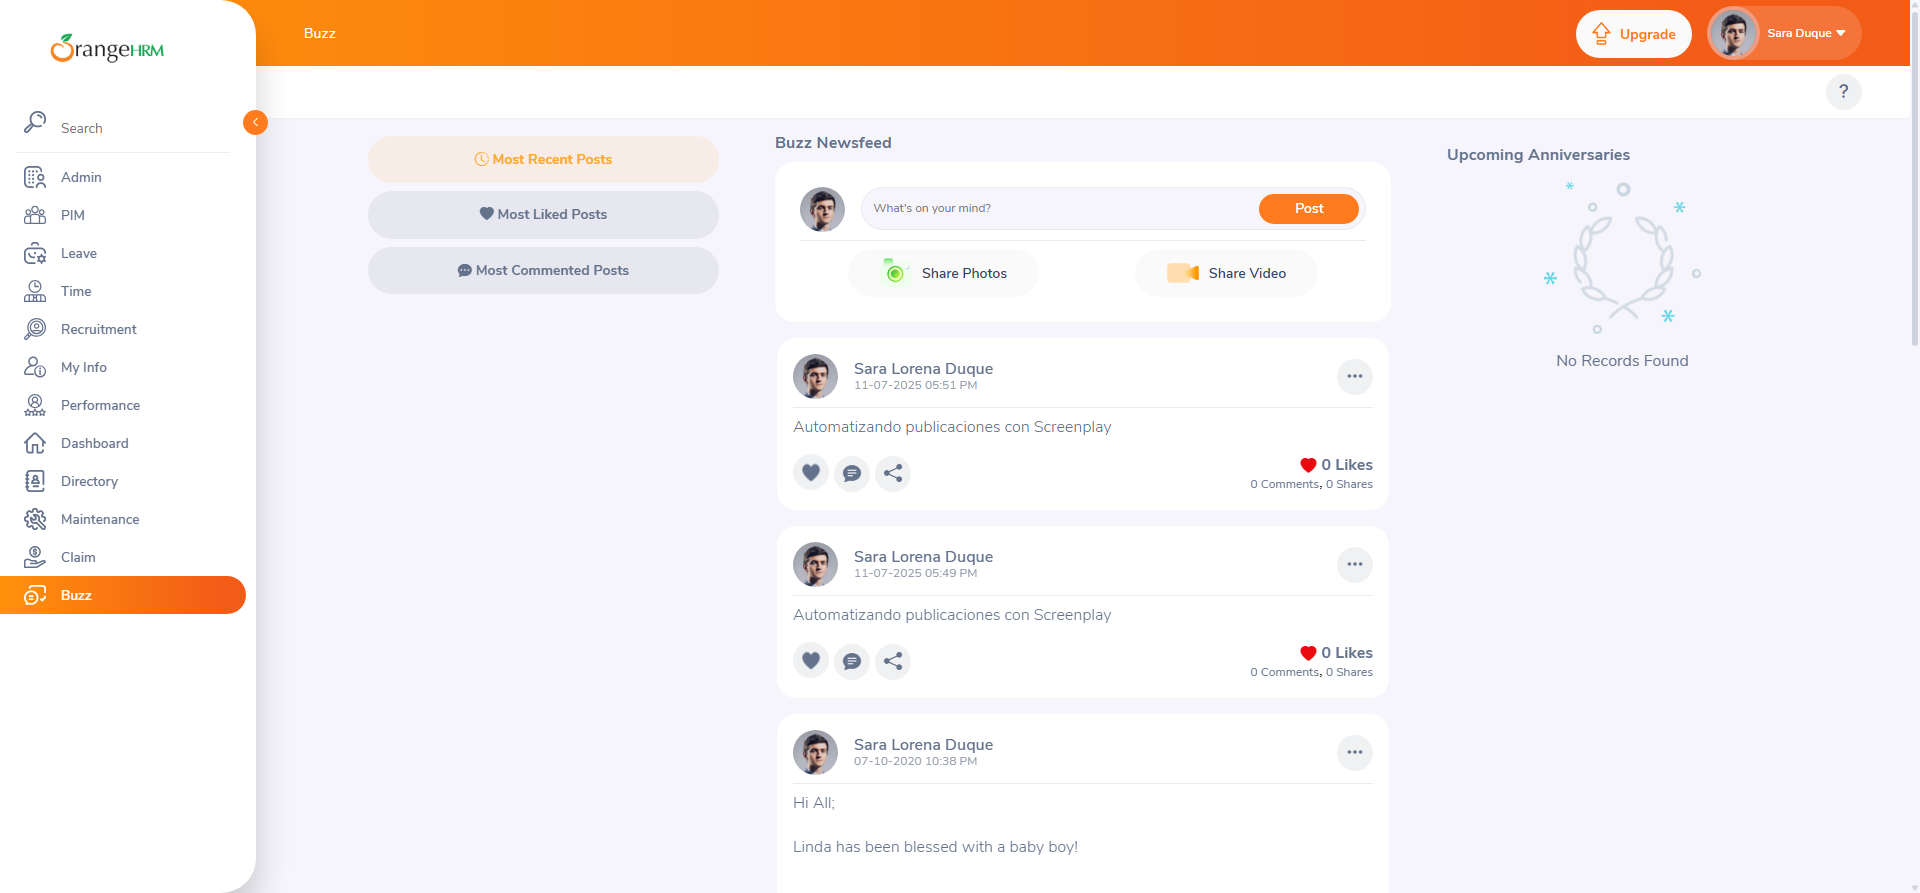 OrangeHRM
Search
Admin
PIM
Leave
Time
Recruitment
My Info
Performance
Dashboard
Directory
Maintenance
Claim
Buzz
Buzz
Upgrade
Sara Duque
?
Most Recent Posts
Most Liked Posts
Most Commented Posts
Buzz Newsfeed
What's on your mind?
Post
Share Photos
Share Video
Sara Lorena Duque
11-07-2025 05:51 PM
Automatizando publicaciones con Screenplay
0 Likes
0 Comments, 0 Shares
Sara Lorena Duque
11-07-2025 05:49 PM
Automatizando publicaciones con Screenplay
0 Likes
0 Comments, 0 Shares
Sara Lorena Duque
07-10-2020 10:38 PM
Hi All;
Linda has been blessed with a baby boy!
Upcoming Anniversaries
No Records Found